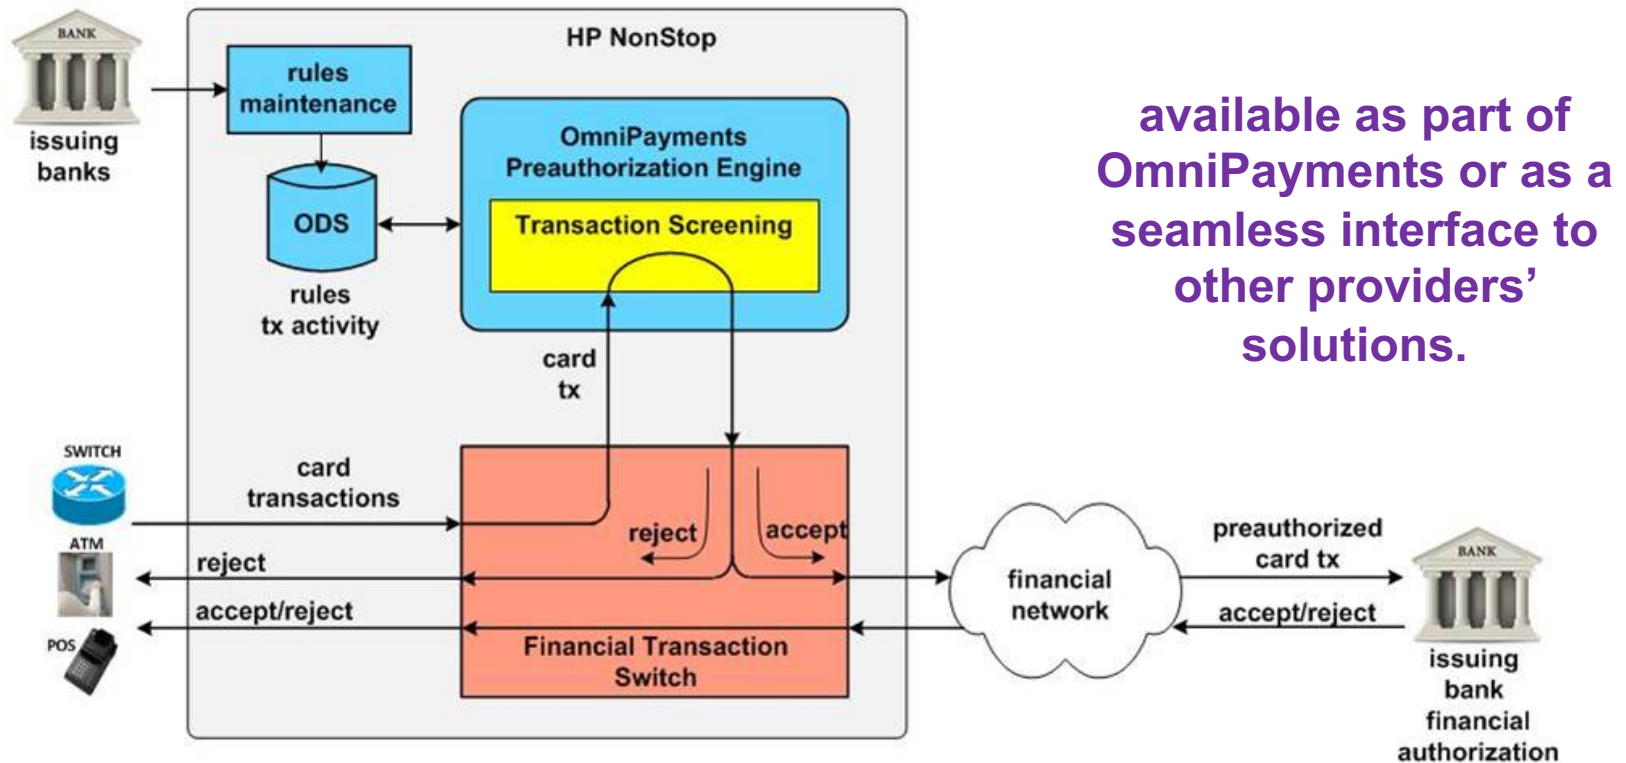 BANK
issuing
banks
HP NonStop
rules
maintenance
ODS
rules
tx activity
OmniPayments
Preauthorization Engine
Transaction Screening
card
tx
available as part of
OmniPayments or as a
seamless interface to
other providers’
solutions.
SWITCH
ATM
POS
card
transactions
reject
accept/reject
reject
accept
Financial Transaction
Switch
financial
network
preauthorized
card tx
accept/reject
BANK
issuing
bank
financial
authorization